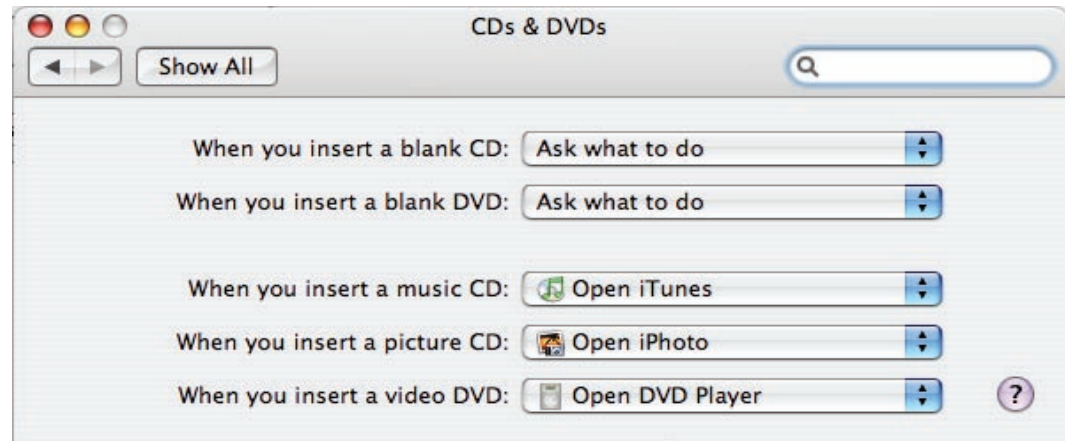 CDs & DVDs
Show All
When you insert a blank CD: Ask what to do
When you insert a blank DVD: Ask what to do
When you insert a music CD: Open iTunes
When you insert a picture CD: Open iPhoto
When you insert a video DVD: Open DVD Player ?